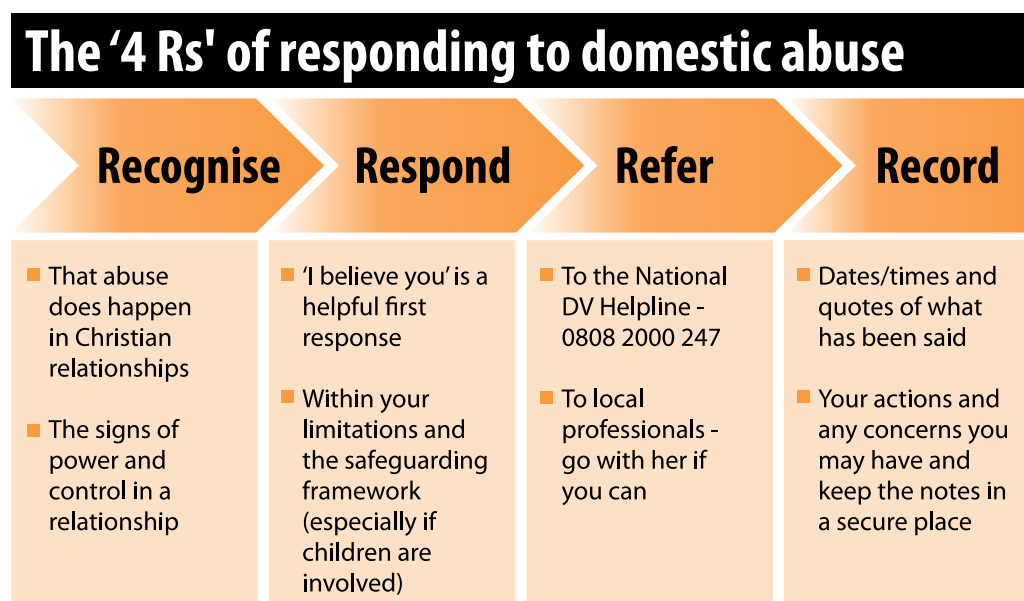 The ‘4 Rs' of responding to domestic abuse
Recognise
That abuse
does happen
in Christian
relationships
The signs of
power and
control in a
relationship
Respond
‘I believe you’ is a
helpful first
response
Within your
limitations and
the safeguarding
framework
(especially if
children are
involved)
Refer
To the National
DV Helpline -
0808 2000 247
To local
professionals -
go with her if
you can
Record
Dates/times and
quotes of what
has been said
Your actions and
any concerns you
may have and
keep the notes in
a secure place